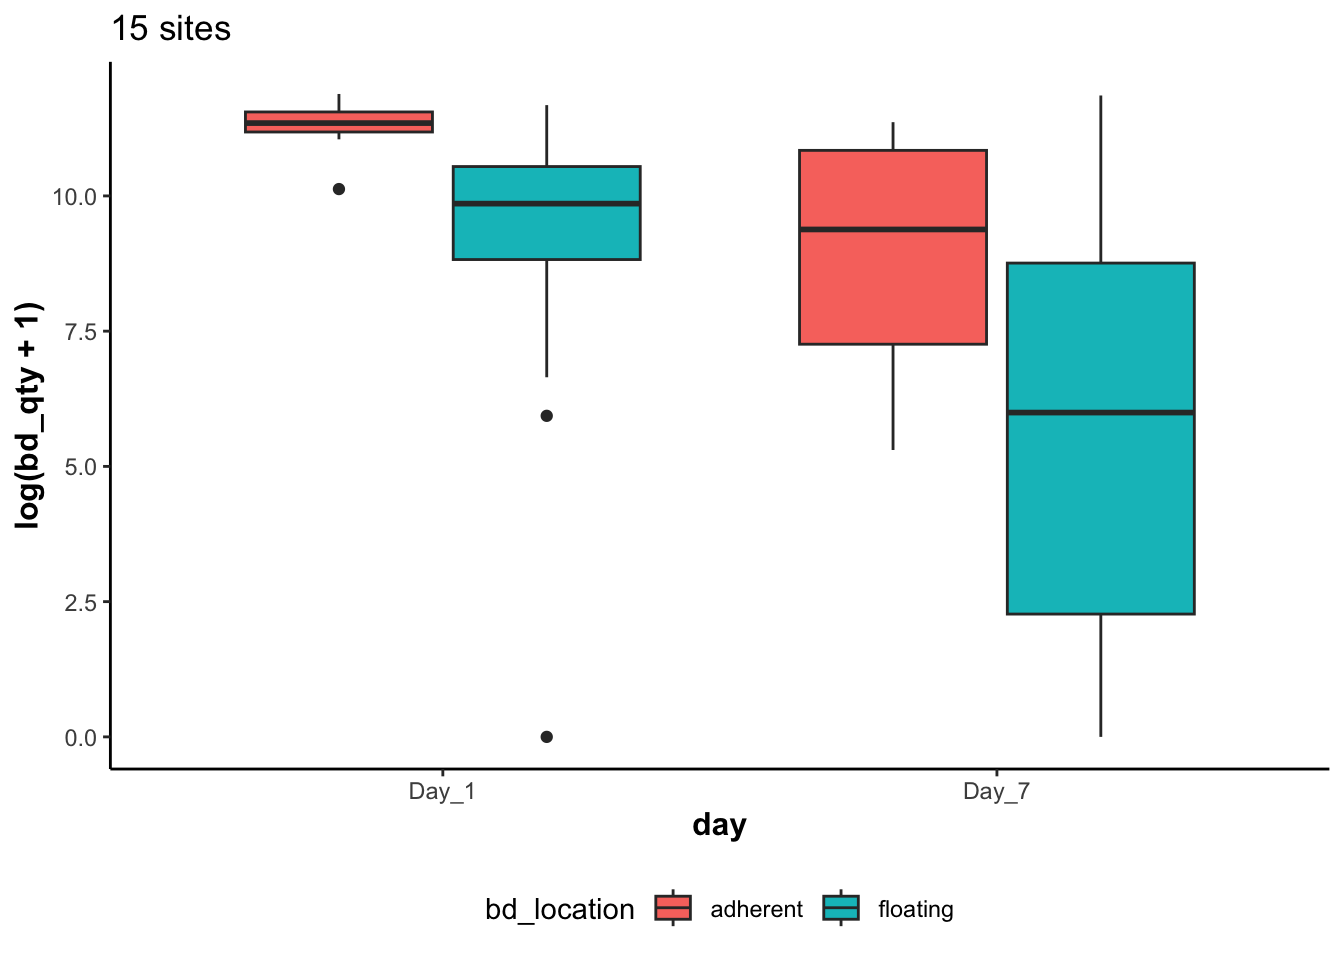 15 sites
log(bd_qty + 1)
10.0
7.5
5.0
2.5
0.0
Day_1
Day_7
day
bd_location
adherent
floating